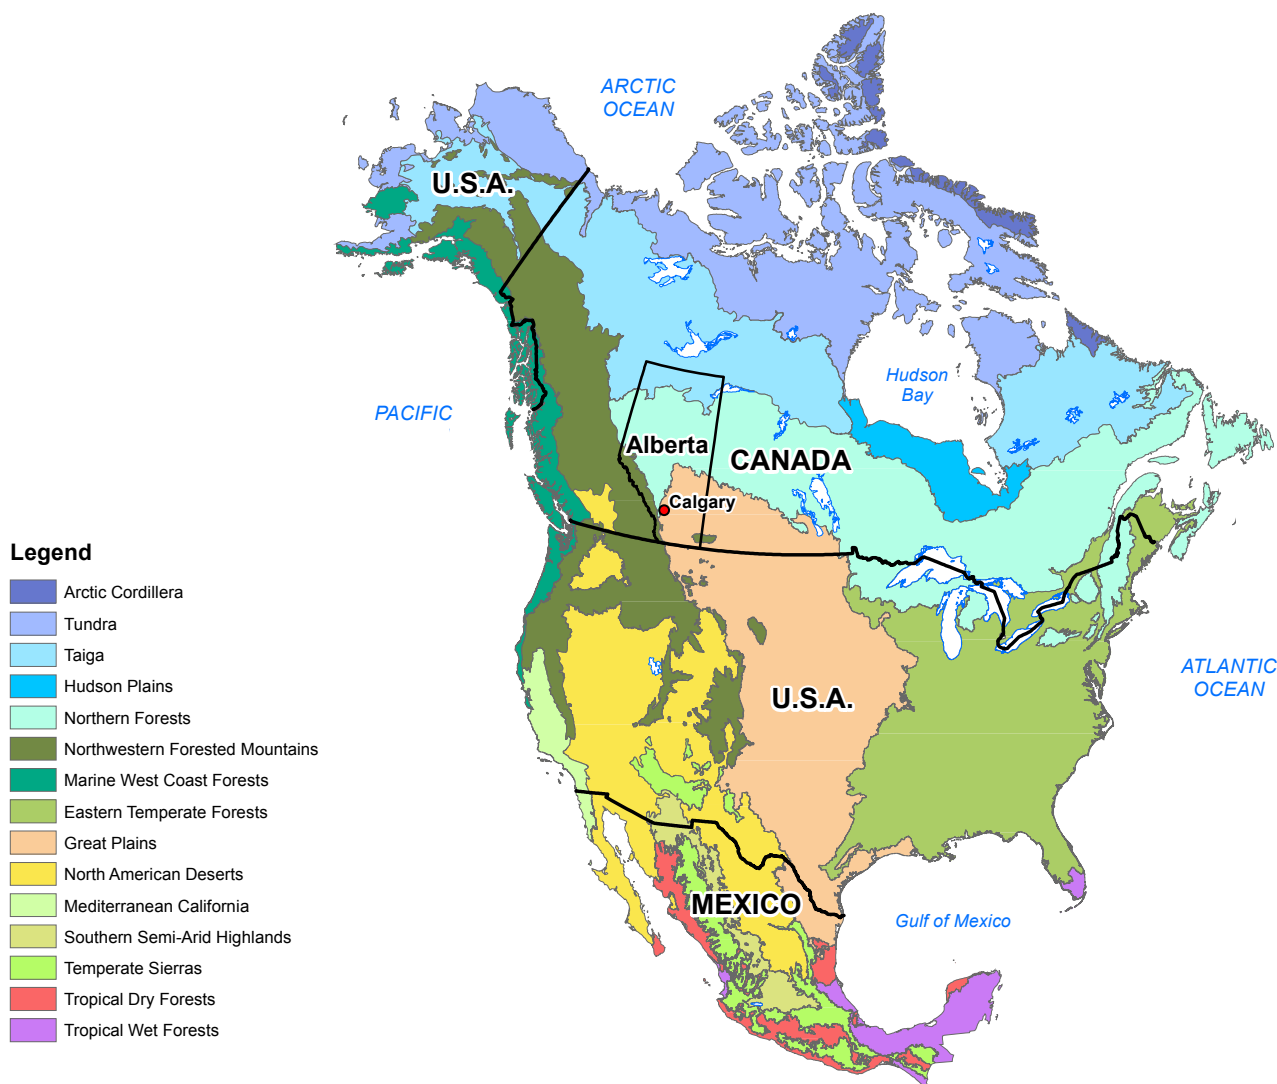 ARCTIC
OCEAN
U.S.A.
Hudson
Bay
PACIFIC
Alberta
CANADA
Calgary
ATLANTIC
OCEAN
U.S.A.
MEXICO
Gulf of Mexico
Legend
Arctic Cordillera
Tundra
Taiga
Hudson Plains
Northern Forests
Northwestern Forested Mountains
Marine West Coast Forests
Eastern Temperate Forests
Great Plains
North American Deserts
Mediterranean California
Southern Semi-Arid Highlands
Temperate Sierras
Tropical Dry Forests
Tropical Wet Forests